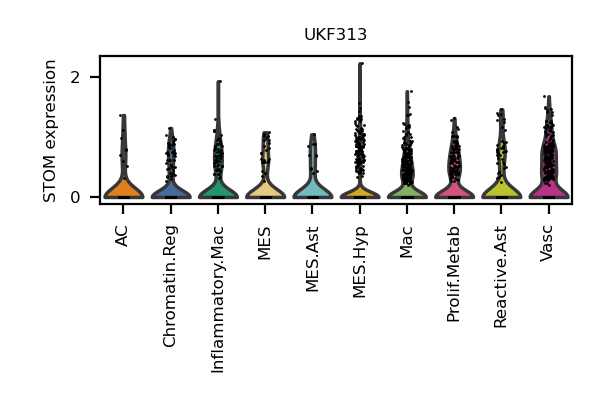 UKF313
STOM expression
2
0
AC
Chromatin.Reg
Inflammatory.Mac
MES
MES.Ast
MES.Hyp
Mac
Prolif.Metab
Reactive.Ast
Vasc